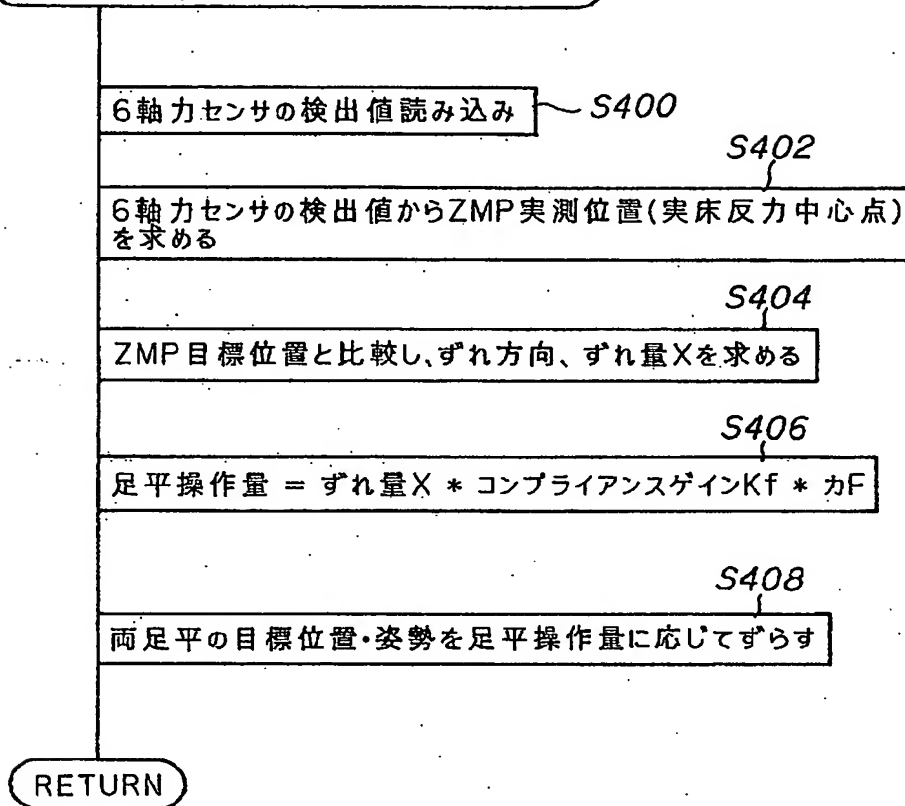 6軸力センサの検出値読み込み S400
S402
6軸力センサの検出値からZMP実測位置(実床反力中心点)
を求める
S404
ZMP目標位置と比較し、ずれ方向、ずれ量Xを求める
S406
足平操作量 = ずれ量X * コンプライアンスゲインKf * 力F
S408
両足平の目標位置・姿勢を足平操作量に応じてずらす
RETURN